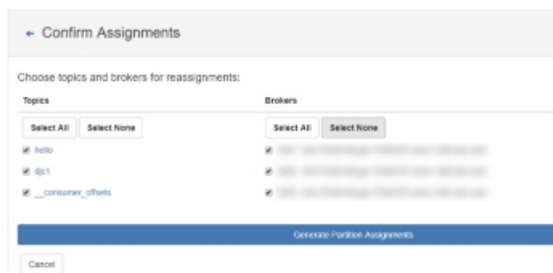 ← Confirm Assignments
Choose topics and brokers for reassignments:
Topics Brokers
Select All Select None Select All Select None
hello
djc1
__consumer_offsets
Generate Partition Assignments
Cancel